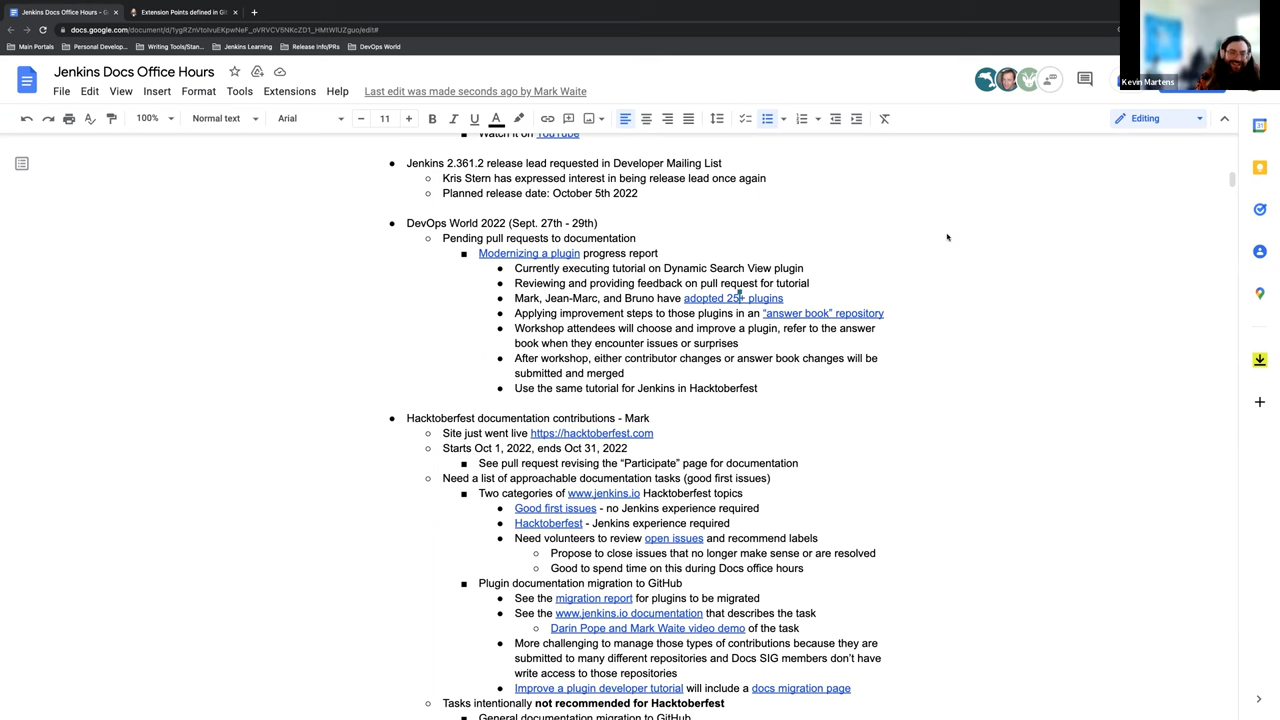 Jenkins Docs Office Hours - G
Extension Points defined in Git
docs.google.com/document/d/1ygRZnVtoIvuEKpwNeF_oVRVCV5NKcZD1_HMtWIUZguo/edit#
Main Portals
Personal Develop...
Writing Tools/Stan...
Jenkins Learning
Release Info/PRs
DevOps World
Kevin Martens
Jenkins Docs Office Hours
File Edit View Insert Format Tools Extensions Help Last edit was made seconds ago by Mark Waite
100% Normal text Arial 11 Editing
Watch it on YouTube
Jenkins 2.361.2 release lead requested in Developer Mailing List
Kris Stern has expressed interest in being release lead once again
Planned release date: October 5th 2022
DevOps World 2022 (Sept. 27th - 29th)
Pending pull requests to documentation
Modernizing a plugin progress report
Currently executing tutorial on Dynamic Search View plugin
Reviewing and providing feedback on pull request for tutorial
Mark, Jean-Marc, and Bruno have adopted 25+ plugins
Applying improvement steps to those plugins in an “answer book” repository
Workshop attendees will choose and improve a plugin, refer to the answer
book when they encounter issues or surprises
After workshop, either contributor changes or answer book changes will be
submitted and merged
Use the same tutorial for Jenkins in Hacktoberfest
Hacktoberfest documentation contributions - Mark
Site just went live https://hacktoberfest.com
Starts Oct 1, 2022, ends Oct 31, 2022
See pull request revising the “Participate” page for documentation
Need a list of approachable documentation tasks (good first issues)
Two categories of www.jenkins.io Hacktoberfest topics
Good first issues - no Jenkins experience required
Hacktoberfest - Jenkins experience required
Need volunteers to review open issues and recommend labels
Propose to close issues that no longer make sense or are resolved
Good to spend time on this during Docs office hours
Plugin documentation migration to GitHub
See the migration report for plugins to be migrated
See the www.jenkins.io documentation that describes the task
Darin Pope and Mark Waite video demo of the task
More challenging to manage those types of contributions because they are
submitted to many different repositories and Docs SIG members don’t have
write access to those repositories
Improve a plugin developer tutorial will include a docs migration page
Tasks intentionally not recommended for Hacktoberfest
General documentation migration to GitHub